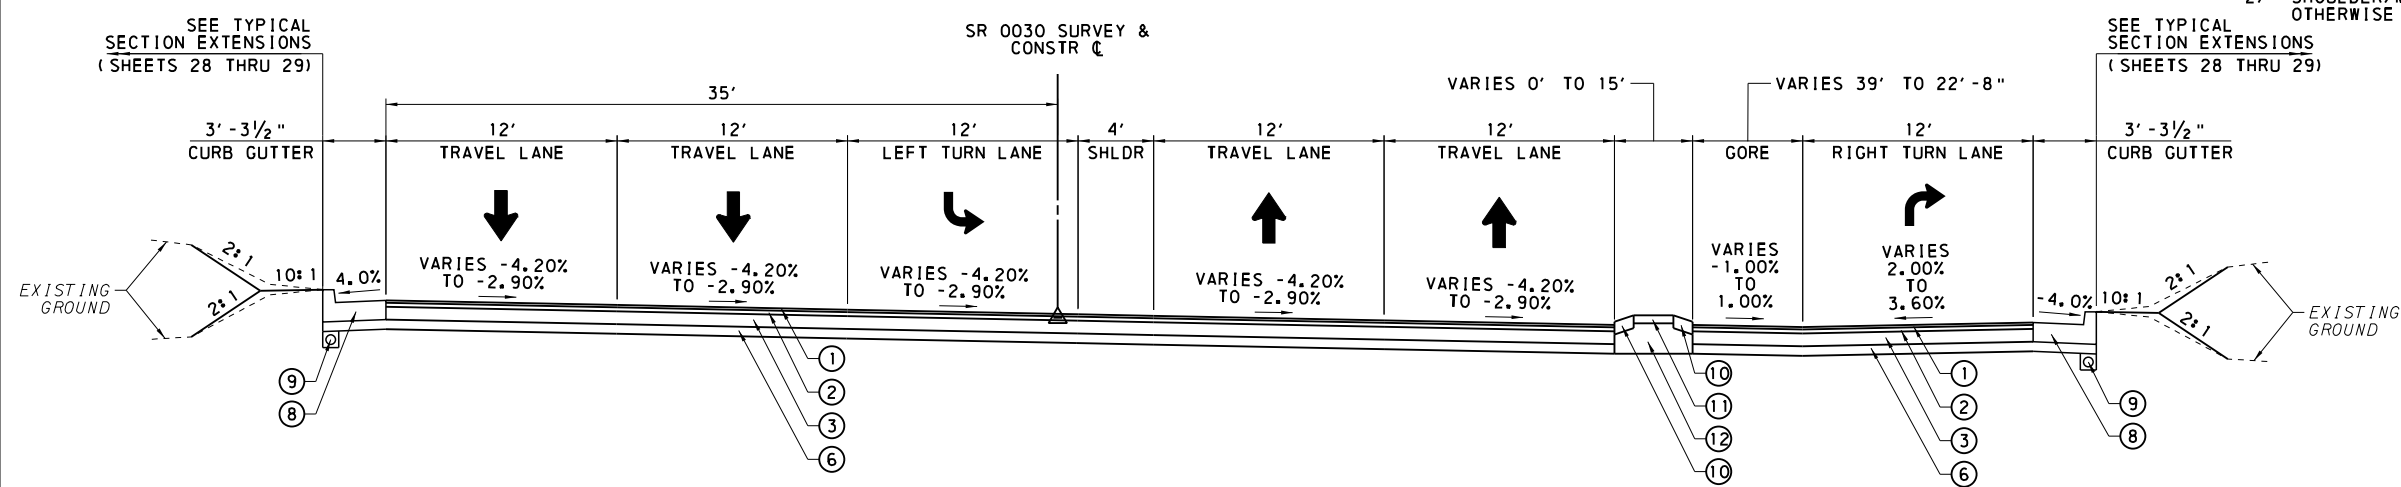 SEE TYPICAL
SECTION EXTENSIONS
(SHEETS 28 THRU 29)
SR 0030 SURVEY &
CONSTR ℄
OTHERWISE
SEE TYPICAL
SECTION EXTENSIONS
(SHEETS 28 THRU 29)
VARIES 0' TO 15'
VARIES 39' TO 22'-8"
35'
3'-3½"
CURB GUTTER
12'
TRAVEL LANE
12'
TRAVEL LANE
12'
LEFT TURN LANE
4'
SHLDR
12'
TRAVEL LANE
12'
TRAVEL LANE
GORE
12'
RIGHT TURN LANE
3'-3½"
CURB GUTTER
EXISTING
GROUND
2:1
2:1
10:1
4.0%
VARIES -4.20%
TO -2.90%
VARIES -4.20%
TO -2.90%
VARIES -4.20%
TO -2.90%
VARIES -4.20%
TO -2.90%
VARIES -4.20%
TO -2.90%
VARIES
-1.00%
TO
1.00%
VARIES
2.00%
TO
3.60%
-4.0%
10:1
2:1
2:1
EXISTING
GROUND
9
8
1
2
3
6
10
11
12
10
1
2
3
6
9
8